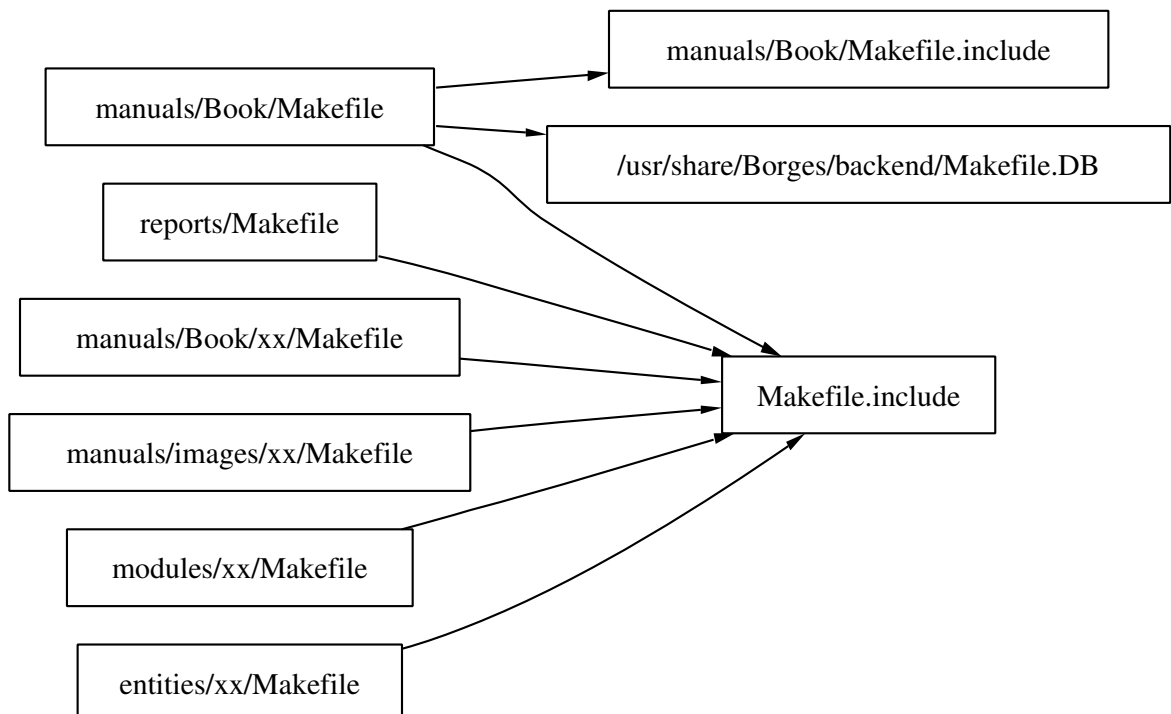 manuals/Book/Makefile.include
manuals/Book/Makefile
/usr/share/Borges/backend/Makefile.DB
reports/Makefile
manuals/Book/xx/Makefile
Makefile.include
manuals/images/xx/Makefile
modules/xx/Makefile
entities/xx/Makefile